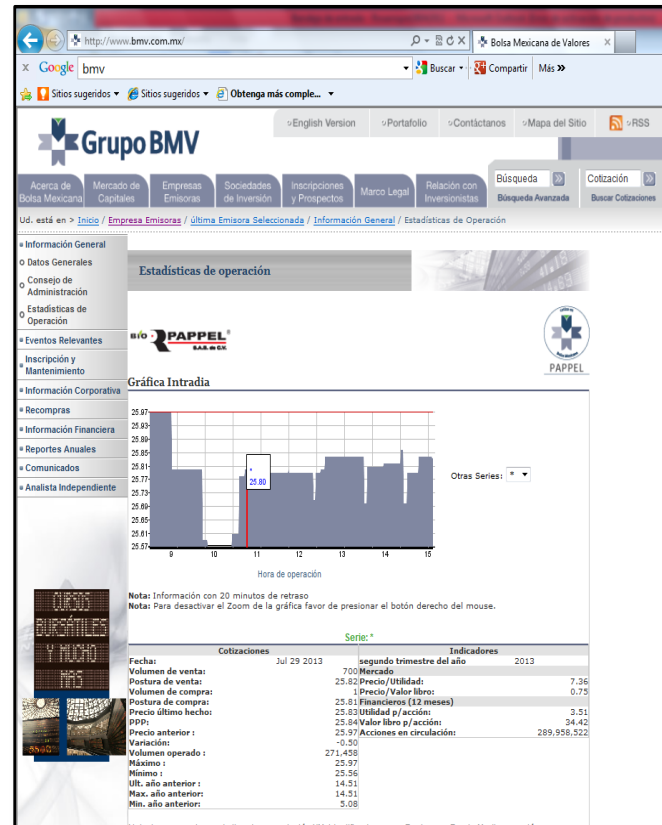 http://www.bmv.com.mx/
Bolsa Mexicana de Valores
x Google bmv Buscar Compartir Más »
Sitios sugeridos Sitios sugeridos Obtenga más comple...
English Version Portafolio Contáctanos Mapa del Sitio RSS
Grupo BMV
Acerca de Bolsa Mexicana
Mercado de Capitales
Empresas Emisoras
Sociedades de Inversión
Inscripciones y Prospectos
Marco Legal
Relación con Inversionistas
Búsqueda
Búsqueda Avanzada
Cotización
Buscar Cotizaciones
Ud. está en > Inicio / Empresa Emisoras / última Emisora Seleccionada / Información General / Estadísticas de Operación
Información General
Datos Generales
Consejo de
Administración
Estadísticas de
Operación
Eventos Relevantes
Inscripción y
Mantenimiento
Información Corporativa
Recompras
Información Financiera
Reportes Anuales
Comunicados
Analista Independiente
CURSOS
BURSÁTILES
Y MUCHO
MÁS
Estadísticas de operación
BIO PAPPEL
S.A.B. de C.V.
PAPPEL
Gráfica Intradía
25.97
25.93
25.89
25.85
25.81
25.77
25.73
25.69
25.65
25.61
25.57
*
25.80
9 10 11 12 13 14 15
Hora de operación
Otras Series: *
Nota: Información con 20 minutos de retraso
Nota: Para desactivar el Zoom de la gráfica favor de presionar el botón derecho del mouse.
Serie: *
Cotizaciones
Fecha: Jul 29 2013
Volumen de venta: 700
Postura de venta: 25.82
Volumen de compra: 1
Postura de compra: 25.81
Precio último hecho: 25.83
PPP: 25.84
Precio anterior : 25.97
Variación: -0.50
Volumen operado : 271,458
Máximo : 25.97
Mínimo : 25.56
Ult. año anterior : 14.51
Max. año anterior: 14.51
Min. año anterior: 5.08
Indicadores
segundo trimestre del año 2013
Mercado
Precio/Utilidad: 7.36
Precio/Valor libro: 0.75
Financieros (12 meses)
Utilidad p/acción: 3.51
Valor libro p/acción: 34.42
Acciones en circulación: 289,958,522